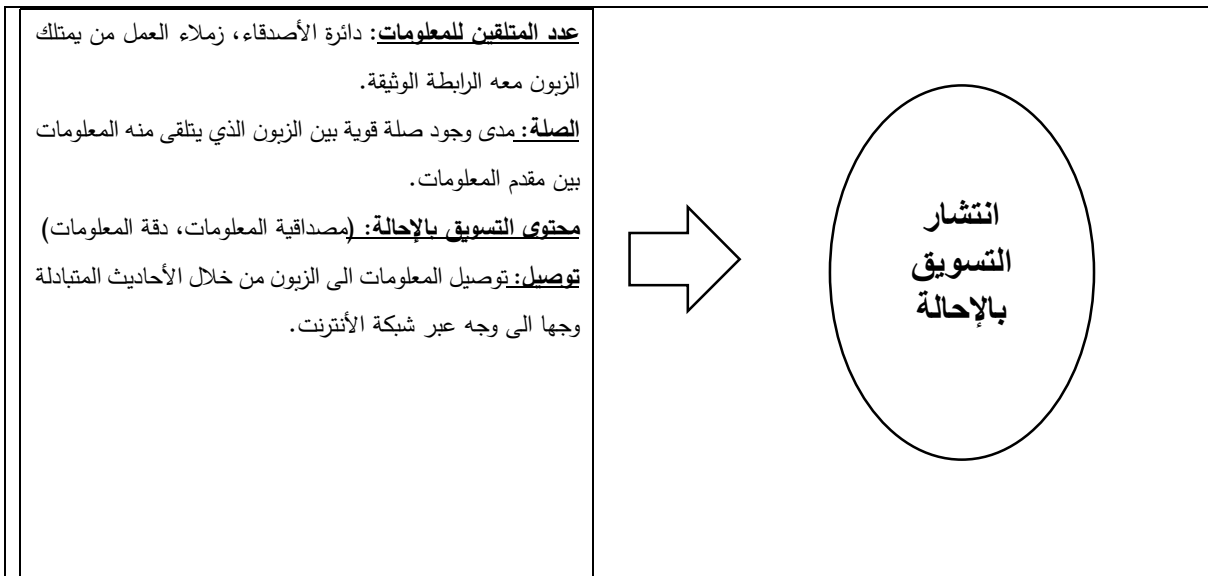 عدد المتلقين للمعلومات: دائرة الأصدقاء، زملاء العمل من يمتلك
الزبون معه الرابطة الوثيقة.
الصلة: مدى وجود صلة قوية بين الزبون الذي يتلقى منه المعلومات
بين مقدم المعلومات.
محتوى التسويق بالإحالة: (مصداقية المعلومات، دقة المعلومات)
توصيل: توصيل المعلومات الى الزبون من خلال الأحاديث المتبادلة
وجها الى وجه عبر شبكة الأنترنت.
انتشار
التسويق
بالإحالة